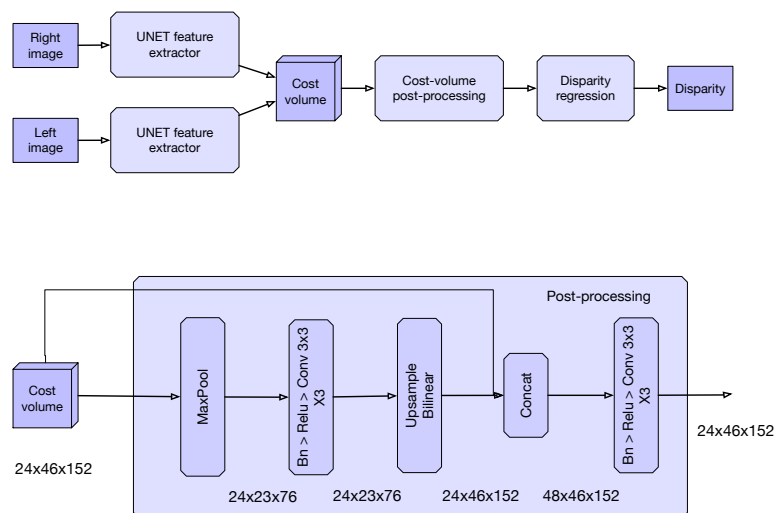 Right
image
UNET feature
extractor
Cost
volume
Cost-volume
post-processing
Disparity
regression
Disparity
Left
image
UNET feature
extractor
Post-processing
Cost
volume
24x46x152
MaxPool
24x23x76
Bn > Relu > Conv 3x3
X3
24x23x76
Upsample
Bilinear
24x46x152
Concat
48x46x152
Bn > Relu > Conv 3x3
X3
24x46x152